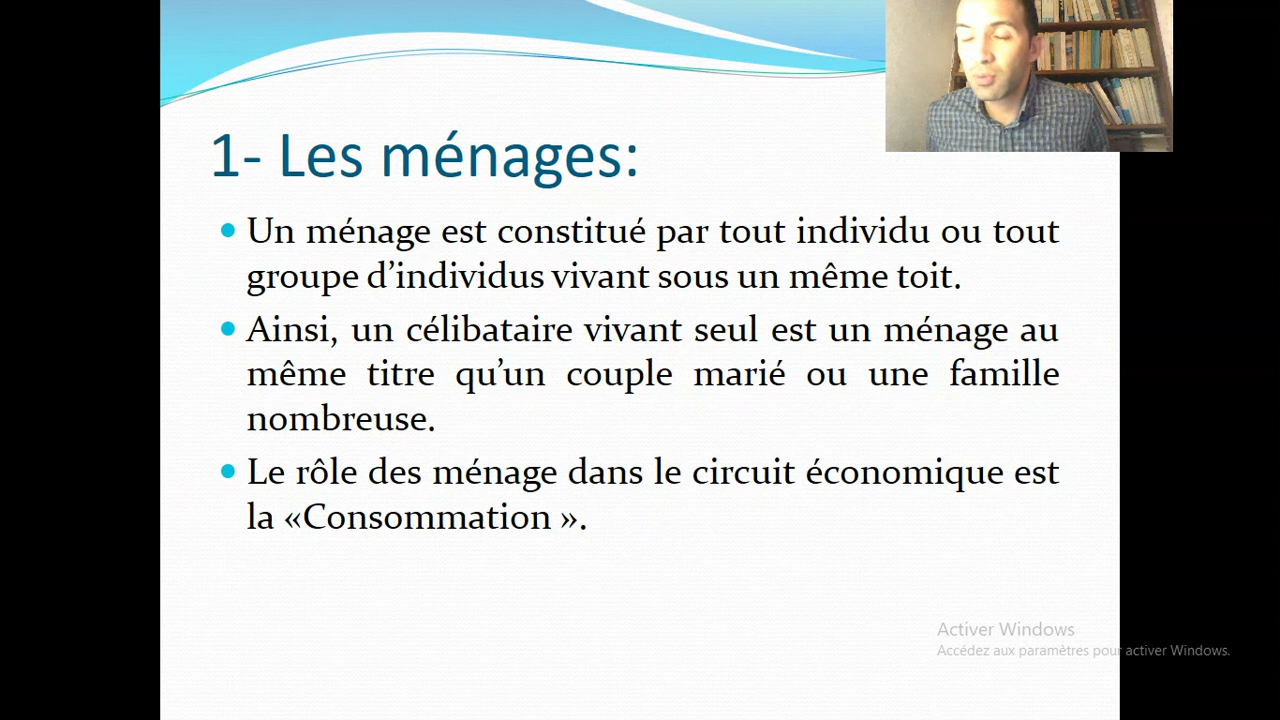 1- Les ménages:
Un ménage est constitué par tout individu ou tout
groupe d’individus vivant sous un même toit.
Ainsi, un célibataire vivant seul est un ménage au
même titre qu’un couple marié ou une famille
nombreuse.
Le rôle des ménage dans le circuit économique est
la «Consommation ».
Activer Windows
Accédez aux paramètres pour activer Windows.